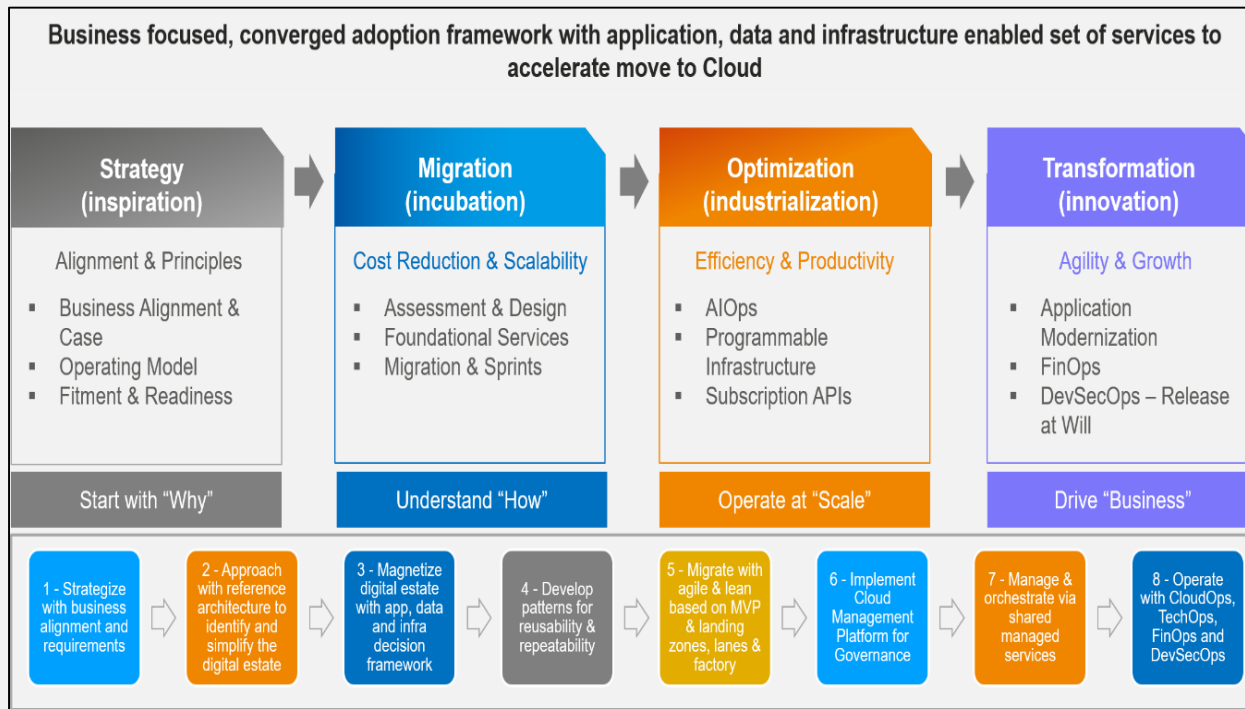 Business focused, converged adoption framework with application, data and infrastructure enabled set of services to
accelerate move to Cloud
Strategy
(inspiration)
Alignment & Principles
▪ Business Alignment &
Case
▪ Operating Model
▪ Fitment & Readiness
Start with “Why”
Migration
(incubation)
Cost Reduction & Scalability
▪ Assessment & Design
▪ Foundational Services
▪ Migration & Sprints
Understand “How”
Optimization
(industrialization)
Efficiency & Productivity
▪ AIOps
▪ Programmable
Infrastructure
▪ Subscription APIs
Operate at “Scale”
Transformation
(innovation)
Agility & Growth
▪ Application
Modernization
▪ FinOps
▪ DevSecOps – Release
at Will
Drive “Business”
1 - Strategize
with business
alignment and
requirements
2 - Approach
with reference
architecture to
identify and
simplify the
digital estate
3 - Magnetize
digital estate
with app, data
and infra
decision
framework
4 - Develop
patterns for
reusability &
repeatability
5 - Migrate with
agile & lean
based on MVP
& landing
zones, lanes &
factory
6 - Implement
Cloud
Management
Platform for
Governance
7 - Manage &
orchestrate via
shared
managed
services
8 - Operate
with CloudOps,
TechOps,
FinOps and
DevSecOps